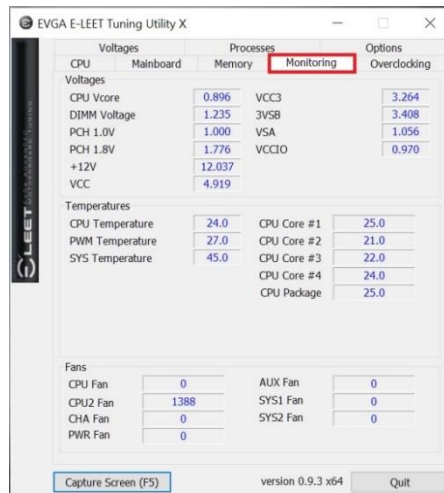 EVGA E-LEET Tuning Utility X
Voltages Processes Options
CPU Mainboard Memory Monitoring Overclocking
Voltages
CPU Vcore 0.896 VCC3 3.264
DIMM Voltage 1.235 3VSB 3.408
PCH 1.0V 1.000 VSA 1.056
PCH 1.8V 1.776 VCCIO 0.970
+12V 12.037
VCC 4.919
Temperatures
CPU Temperature 24.0 CPU Core #1 25.0
PWM Temperature 27.0 CPU Core #2 21.0
SYS Temperature 45.0 CPU Core #3 22.0
CPU Core #4 24.0
CPU Package 25.0
Fans
CPU Fan 0 AUX Fan 0
CPU2 Fan 1388 SYS1 Fan 0
CHA Fan 0 SYS2 Fan 0
PWR Fan 0
Capture Screen (F5) version 0.9.3 x64 Quit
E-LEET